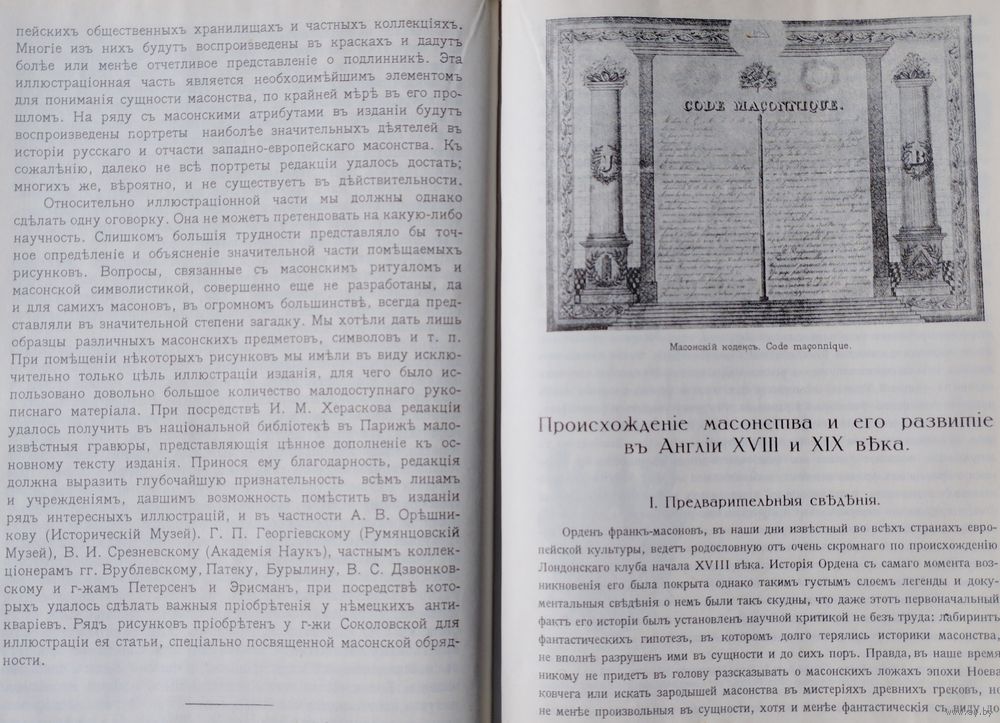 пейскихъ общественныхъ хранилищахъ и частныхъ коллекціяхъ.
Многіе изъ нихъ будутъ воспроизведены въ краскахъ и дадутъ
болѣе или менѣе отчетливое представленіе о подлинникѣ. Эта
иллюстраціонная часть является необходимѣйшимъ элементомъ
для пониманія сущности масонства, по крайней мѣрѣ въ его про-
шломъ. На ряду съ масонскими атрибутами въ изданіи будутъ
воспроизведены портреты наиболѣе значительныхъ дѣятелей въ
исторіи русскаго и отчасти западно-европейскаго масонства. Къ
сожалѣнію, далеко не всѣ портреты редакціи удалось достать;
многихъ же, вѣроятно, и не существуетъ въ дѣйствительности.
Относительно иллюстраціонной части мы должны однако
сдѣлать одну оговорку. Она не можетъ претендовать на какую-либо
научность. Слишкомъ большія трудности представляло бы точ-
ное опредѣленіе и объясненіе значительной части помѣщаемыхъ
рисунковъ. Вопросы, связанные съ масонскимъ ритуаломъ и
масонской символистикой, совершенно еще не разработаны, да
и для самихъ масоновъ, въ огромномъ большинствѣ, всегда пред-
ставляли въ значительной степени загадку. Мы хотѣли дать лишь
образцы различныхъ масонскихъ предметовъ, символовъ и т. п.
При помѣщеніи нѣкоторыхъ рисунковъ мы имѣли въ виду исклю-
чительно только цѣль иллюстраціи изданія, для чего было ис-
пользовано довольно большое количество малодоступнаго руко-
писнаго матеріала. При посредствѣ И. М. Хераскова редакціи
удалось получить въ національной библіотекѣ въ Парижѣ мало-
извѣстныя гравюры, представляющія цѣнное дополненіе къ ос-
новному тексту изданія. Принося ему благодарность, редакція
должна выразить глубочайшую признательность всѣмъ лицамъ
и учрежденіямъ, давшимъ возможность помѣстить въ изданіи
рядъ интересныхъ иллюстрацій, и въ частности А. В. Орѣшни-
кову (Историческій Музей). Г. П. Георгіевскому (Румянцовскій
Музей), В. И. Срезневскому (Академія Наукъ), частнымъ коллек-
ціонерамъ гг. Врублевскому, Патеку, Бурылину, В. С. Дзвонков-
скому и г-жамъ Петерсенъ и Эрисманъ, при посредствѣ кото-
рыхъ удалось сдѣлать важныя пріобрѣтенія у нѣмецкихъ анти-
кваріевъ. Рядъ рисунковъ пріобрѣтенъ у г-жи Соколовской для
иллюстраціи ея статьи, спеціально посвященной масонской обряд-
ности.
CODE MAÇONNIQUE.
J
B
Масонскій кодексъ. Code maçonnique.
Происхожденіе масонства и его развитіе
въ Англіи XVIII и XIX вѣка.
I. Предварительныя свѣдѣнія.
Орденъ франкъ-масоновъ, въ наши дни извѣстный во всѣхъ странахъ евро-
пейской культуры, ведетъ родословную отъ очень скромнаго по происхожденію
Лондонскаго клуба начала XVIII вѣка. Исторія Ордена съ самаго момента воз-
никновенія его была покрыта однако такимъ густымъ слоемъ легенды и доку-
ментальныя свѣдѣнія о немъ были такъ скудны, что даже этотъ первоначальный
фактъ его исторіи былъ установленъ научной критикой не безъ труда: лабиринтъ
фантастическихъ гипотезъ, въ которомъ долго терялись историки масонства,
не вполнѣ разрушенъ ими въ сущности и до сихъ поръ. Правда, въ наше время
никому не придетъ въ голову разсказывать о масонскихъ ложахъ эпохи Ноева
ковчега или искать зародышей масонства въ мистеріяхъ древнихъ грековъ, но
не менѣе произвольныя въ сущности, хотя и менѣе фантастическія съ виду до-